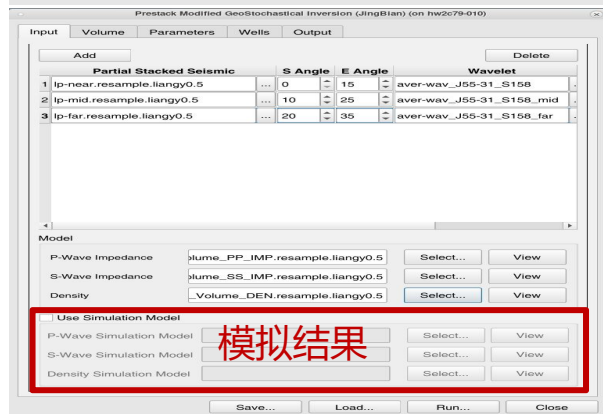 Prestack Modified GeoStochastic Inversion (JingBian) (on hw2c79-010)
Input Volume Parameters Wells Output
Add Delete
Partial Stacked Seismic S Angle E Angle Wavelet
1 lp-near.resample.liangy0.5 ... 0 15 aver-wav_J55-31_S158
2 lp-mid.resample.liangy0.5 ... 10 25 aver-wav_J55-31_S158_mid
3 lp-far.resample.liangy0.5 ... 20 35 aver-wav_J55-31_S158_far
Model
P-Wave Impedance olume_PP_IMP.resample.liangy0.5 Select... View
S-Wave Impedance olume_SS_IMP.resample.liangy0.5 Select... View
Density _Volume_DEN.resample.liangy0.5 Select... View
Use Simulation Model
P-Wave Simulation Model Select... View
S-Wave Simulation Model 模拟结果 Select... View
Density Simulation Model Select... View
Save... Load... Run... Close